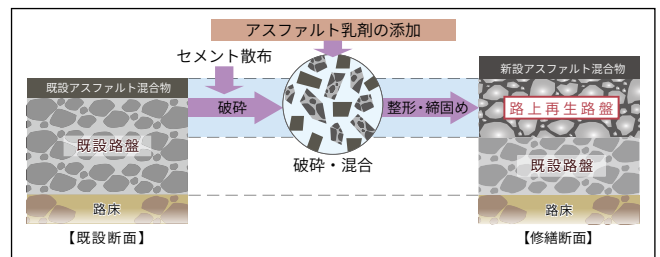 アスファルト乳剤の添加
セメント散布
既設アスファルト混合物
新設アスファルト混合物
破砕
整形・締固め
路上再生路盤
既設路盤
破砕・混合
既設路盤
路床
路床
【既設断面】
【修繕断面】